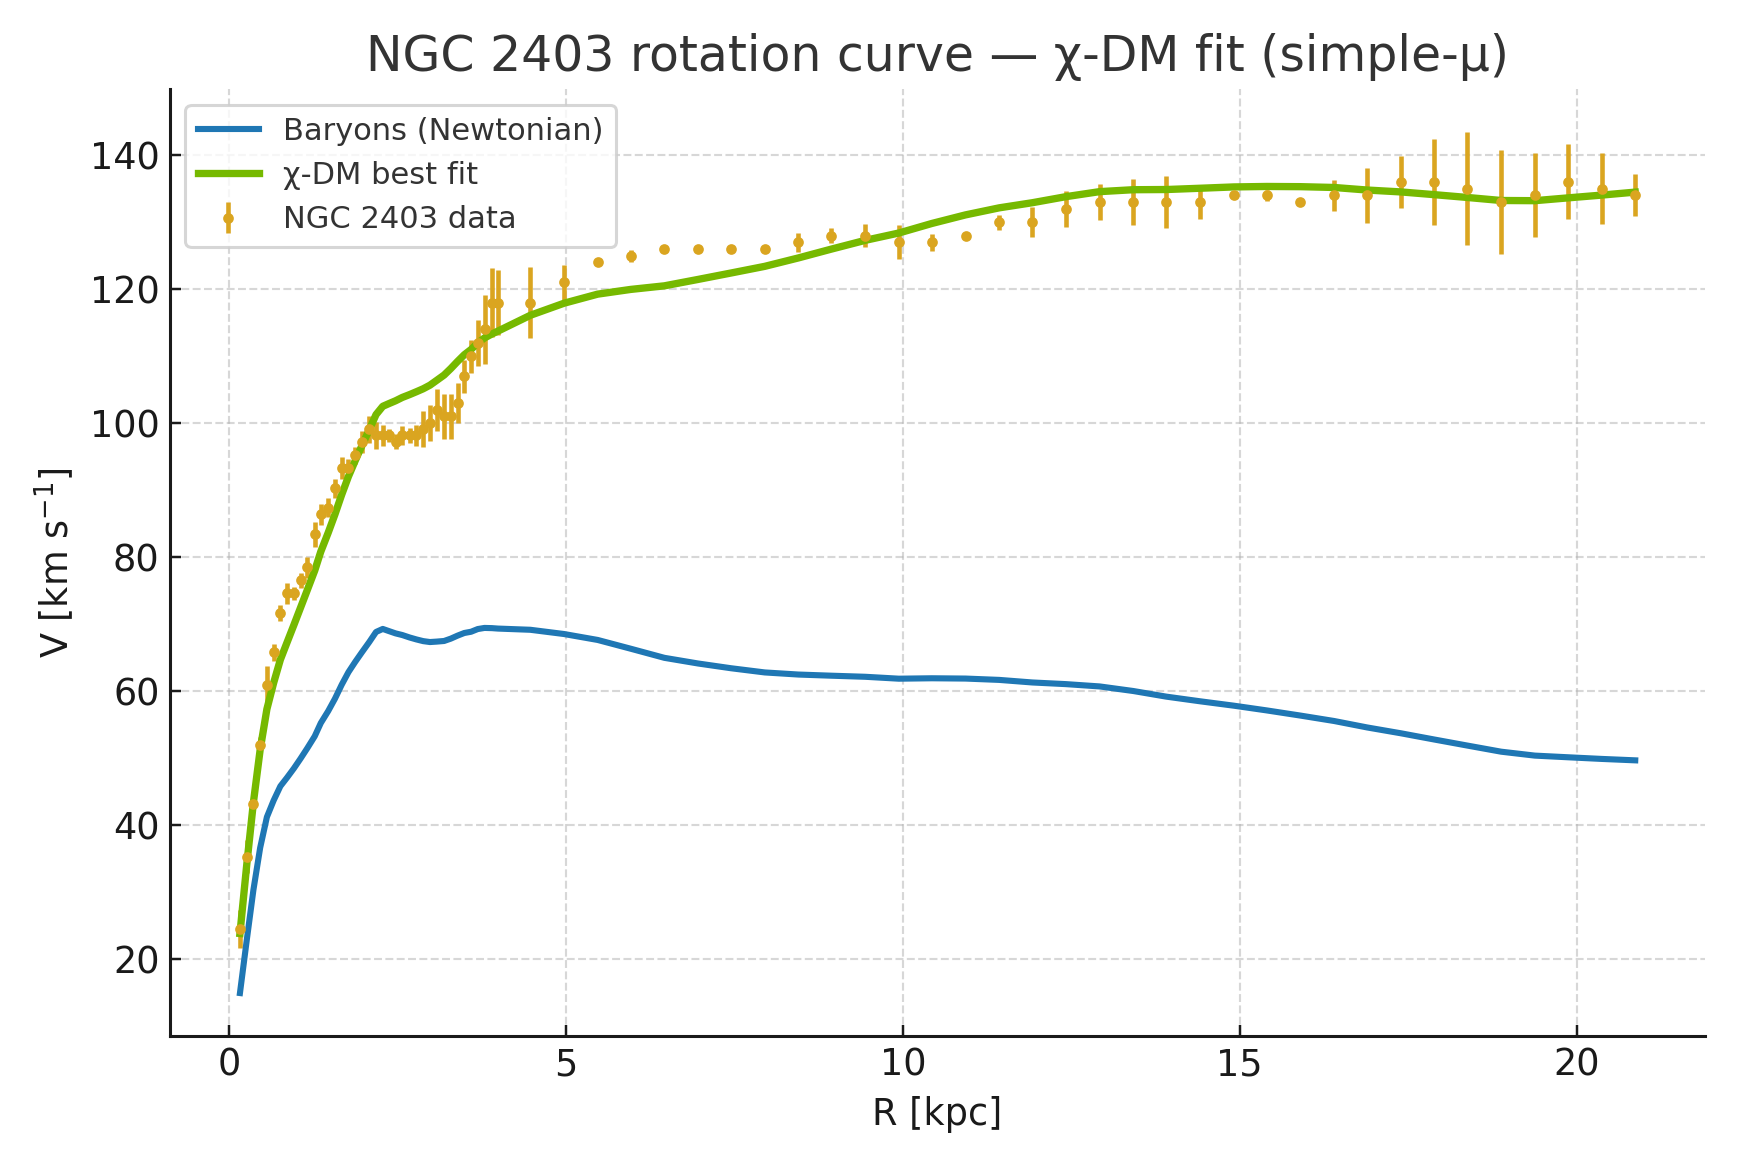 NGC 2403 rotation curve — χ-DM fit (simple-μ)
Baryons (Newtonian)
χ-DM best fit
NGC 2403 data
140
120
100
80
60
40
20
V [km s⁻¹]
0 5 10 15 20
R [kpc]